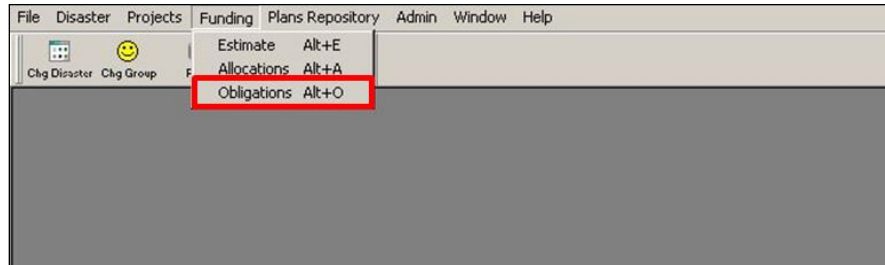 File Disaster Projects Funding Plans Repository Admin Window Help
Estimate Alt+E
Chg Disaster Chg Group
Allocations Alt+A
Obligations Alt+O